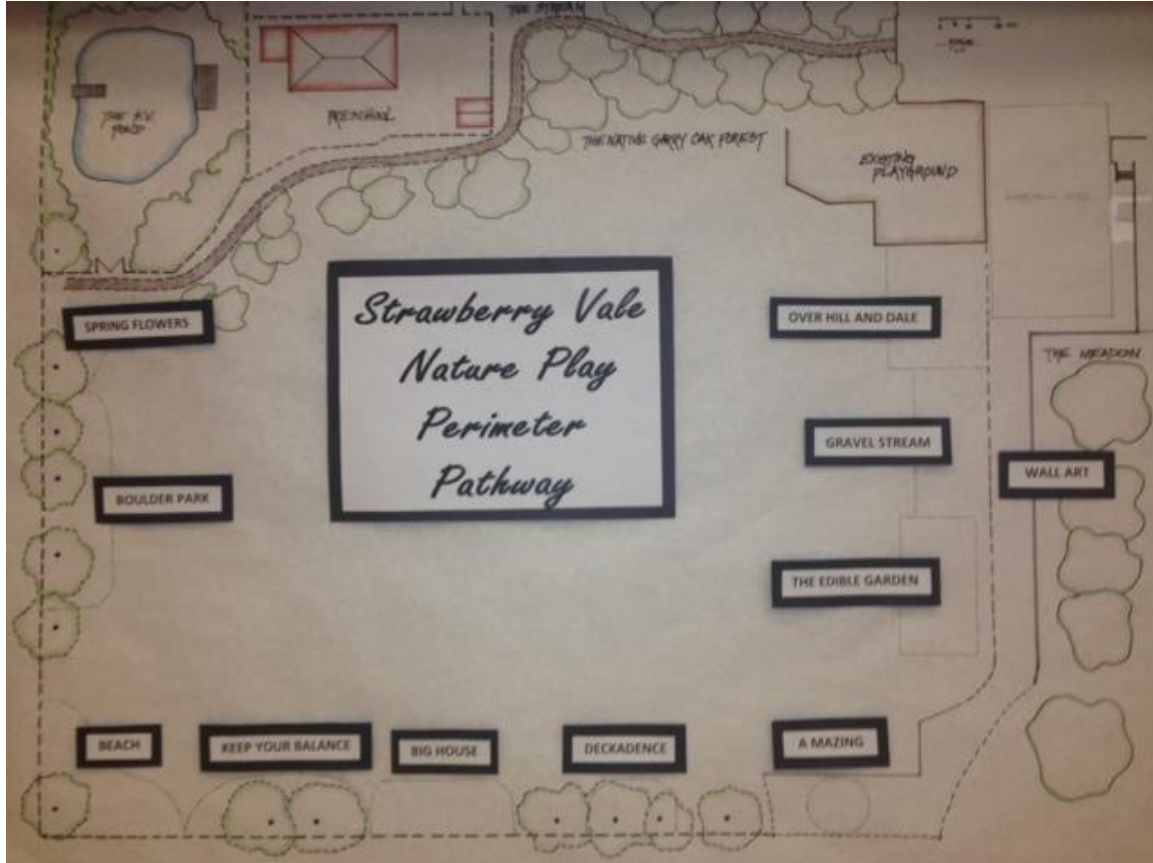 THE STREAM
THE S.V.
POND
PRESCHOOL
THE NATIVE GARRY OAK FOREST
EXISTING
PLAYGROUND
SPRING FLOWERS
Strawberry Vale
Nature Play
Perimeter
Pathway
OVER HILL AND DALE
THE MEADOW
GRAVEL STREAM
WALL ART
BOULDER PARK
THE EDIBLE GARDEN
BEACH
KEEP YOUR BALANCE
BIG HOUSE
DECKADENCE
A MAZING